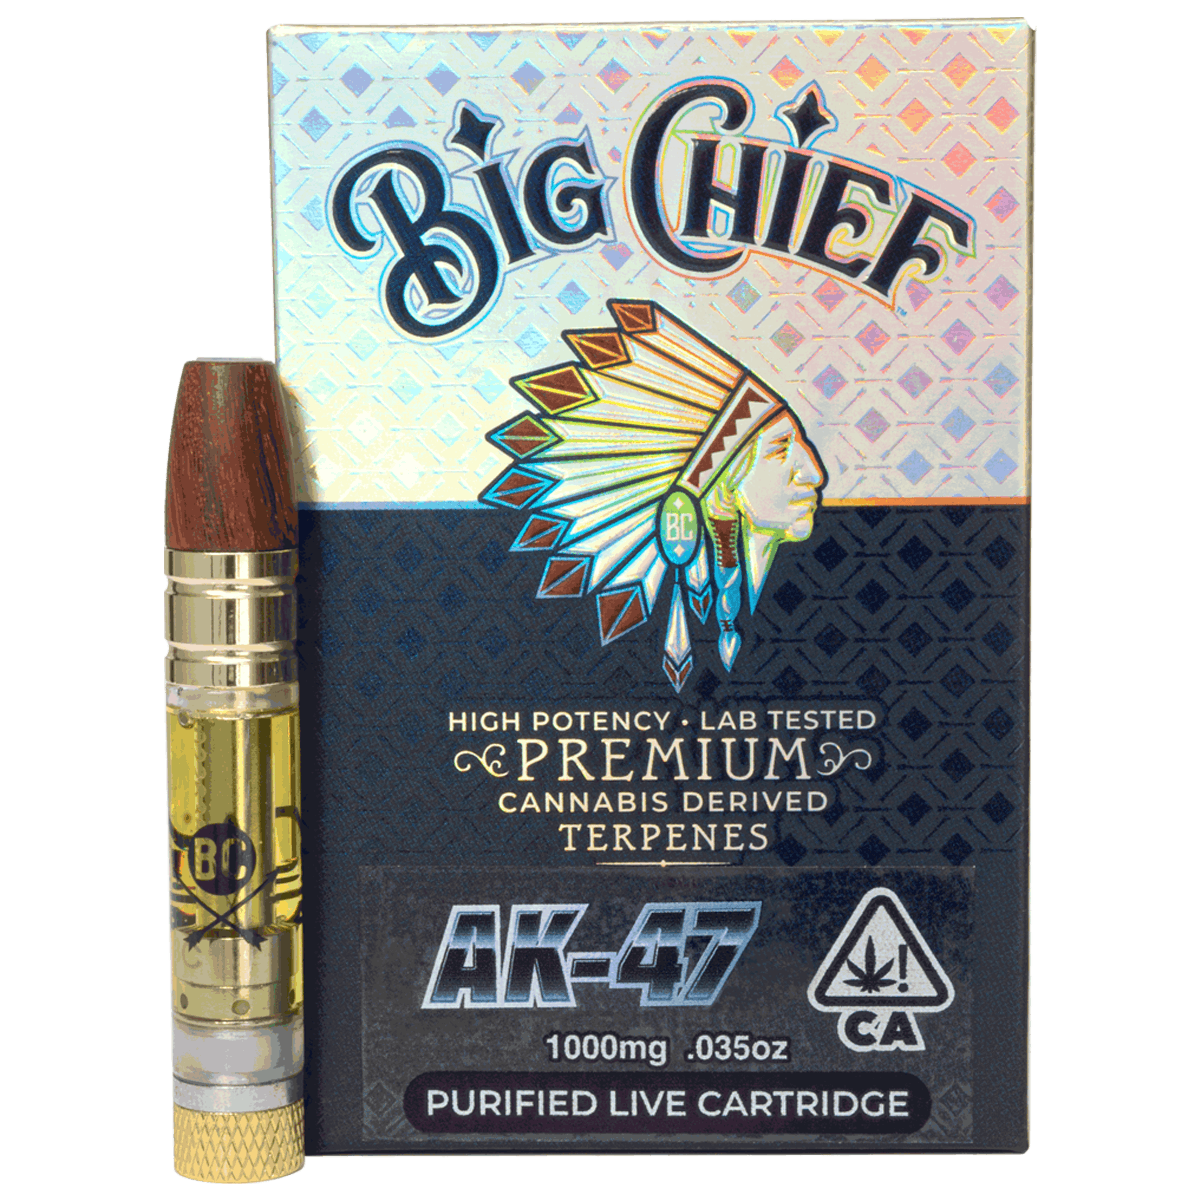 BIG CHIEF
TM
BC
HIGH POTENCY • LAB TESTED
PREMIUM
CANNABIS DERIVED
TERPENES
AK-47
!
CA
1000mg .035oz
PURIFIED LIVE CARTRIDGE
BC